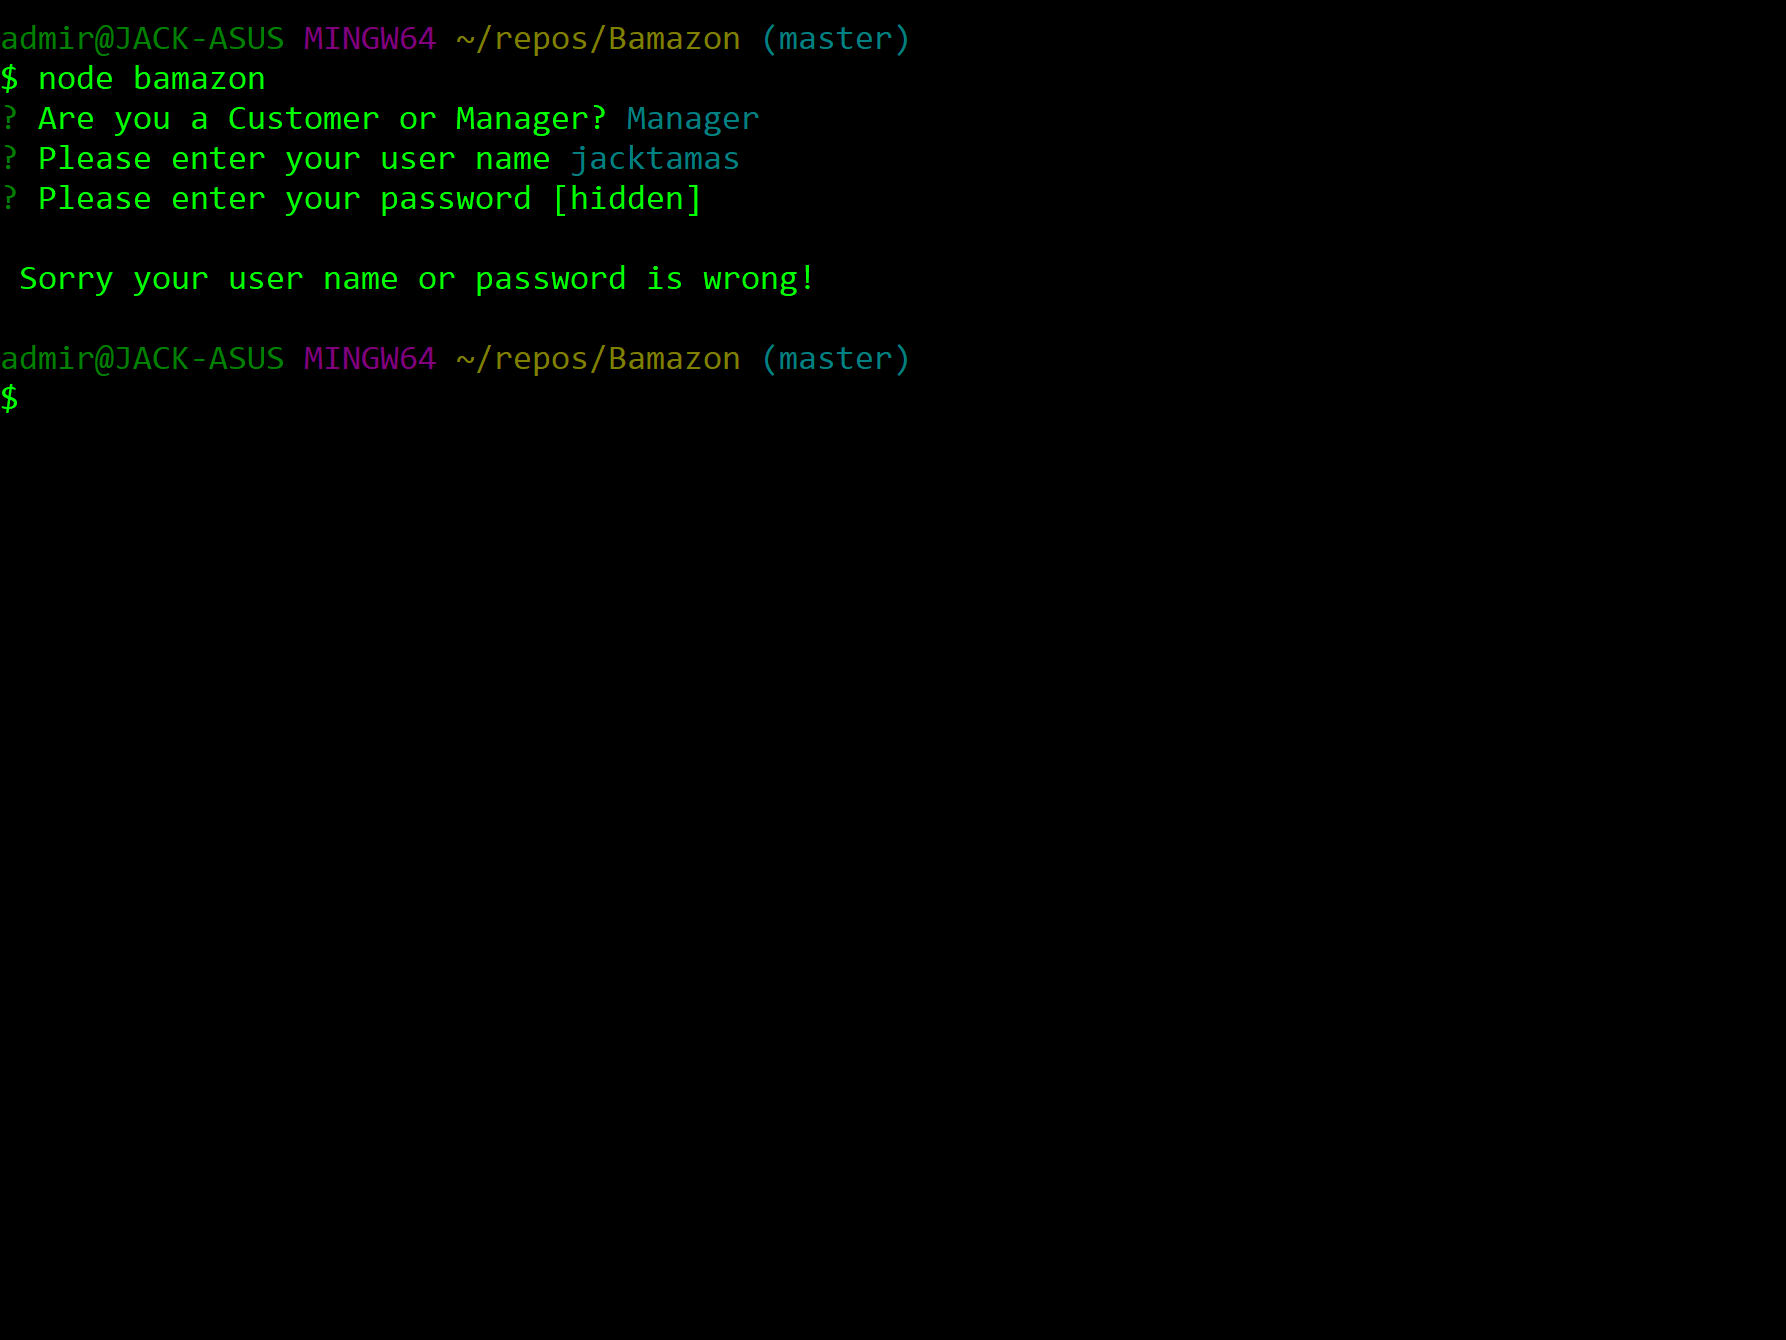 admir@JACK-ASUS MINGW64 ~/repos/Bamazon (master)
$ node bamazon
? Are you a Customer or Manager? Manager
? Please enter your user name jacktamas
? Please enter your password [hidden]
Sorry your user name or password is wrong!
admir@JACK-ASUS MINGW64 ~/repos/Bamazon (master)
$